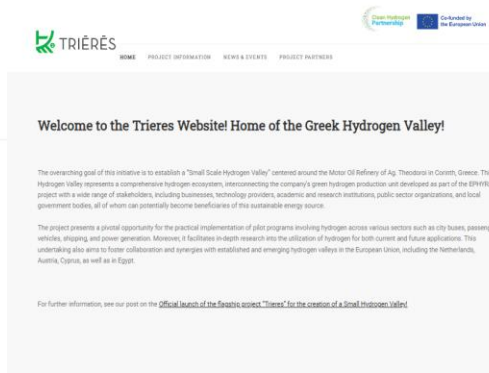 Clean Hydrogen
Partnership
Co-funded by
the European Union
TRIĒRĒS
HOME PROJECT INFORMATION NEWS & EVENTS PROJECT PARTNERS
Welcome to the Trieres Website! Home of the Greek Hydrogen Valley!
The overarching goal of this initiative is to establish a "Small Scale Hydrogen Valley" centered around the Motor Oil Refinery of Ag. Theodoroi in Corinth, Greece.
Hydrogen Valley represents a comprehensive hydrogen ecosystem, interconnecting the company's green hydrogen production unit developed as part of the
project with a wide range of stakeholders, including businesses, technology providers, academic and research institutions, public sector organizations, and local
government bodies, all of whom can potentially become beneficiaries of this sustainable energy source.
The project presents a pivotal opportunity for the practical implementation of pilot programs involving hydrogen across various sectors such as city buses,
vehicles, shipping, and power generation. Moreover, it facilitates in-depth research into the utilization of hydrogen for both current and future applications. This
undertaking also aims to foster collaboration and synergies with established and emerging hydrogen valleys in the European Union, including the Netherlands,
Austria, Cyprus, as well as in Egypt.
For further information, see our post on the Official launch of the flagship project "Trieres" for the creation of a Small Hydrogen Valley!